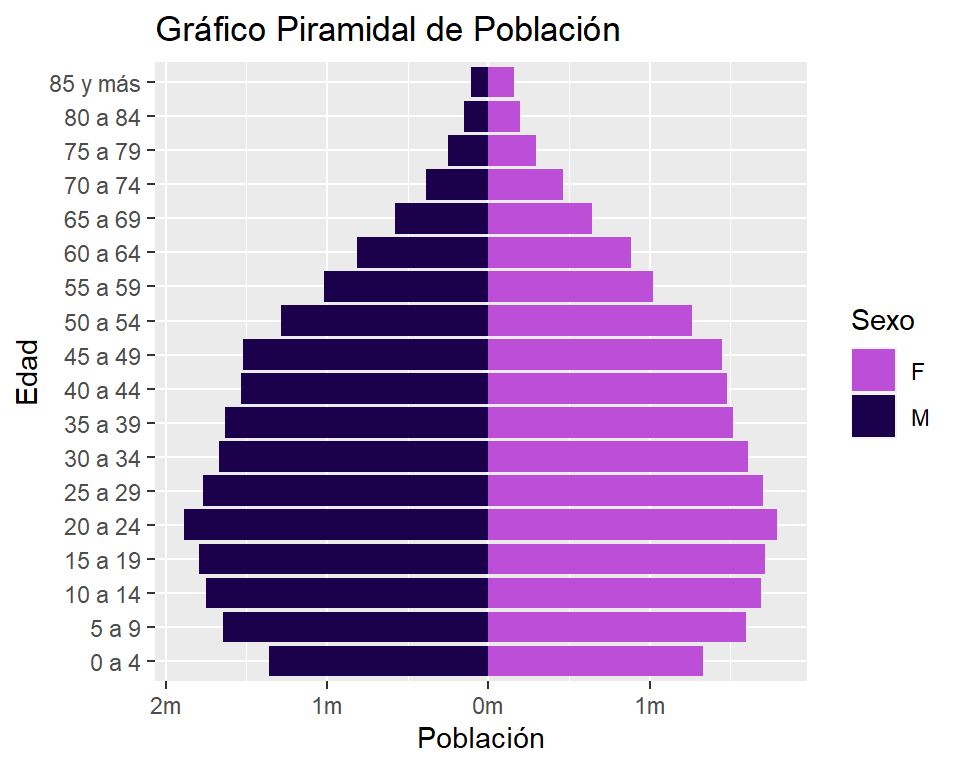 Gráfico Piramidal de Población
85 y más
80 a 84
75 a 79
70 a 74
65 a 69
60 a 64
55 a 59
50 a 54
45 a 49
40 a 44
35 a 39
30 a 34
25 a 29
20 a 24
15 a 19
10 a 14
5 a 9
0 a 4
Edad
2m 1m 0m 1m
Población
Sexo
F
M